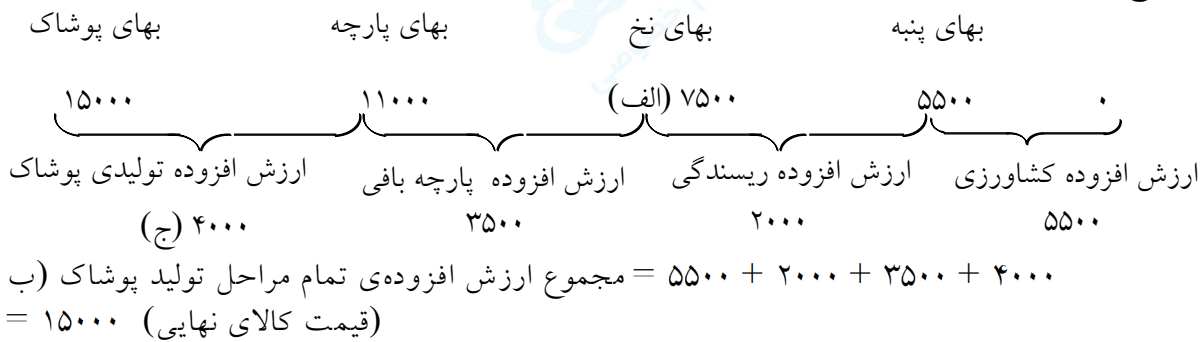 بهای پنبه بهای نخ بهای پارچه بهای پوشاک
۰ ۵۵۰۰ ۷۵۰۰ (الف) ۱۱۰۰۰ ۱۵۰۰۰
ارزش افزوده کشاورزی ارزش افزوده ریسندگی ارزش افزوده پارچه بافی ارزش افزوده تولیدی پوشاک
۵۵۰۰ ۲۰۰۰ ۳۵۰۰ ۴۰۰۰ (ج)
ب) مجموع ارزش افزوده‌ی تمام مراحل تولید پوشاک = ۵۵۰۰ + ۲۰۰۰ + ۳۵۰۰ + ۴۰۰۰
= ۱۵۰۰۰ (قیمت کالای نهایی)